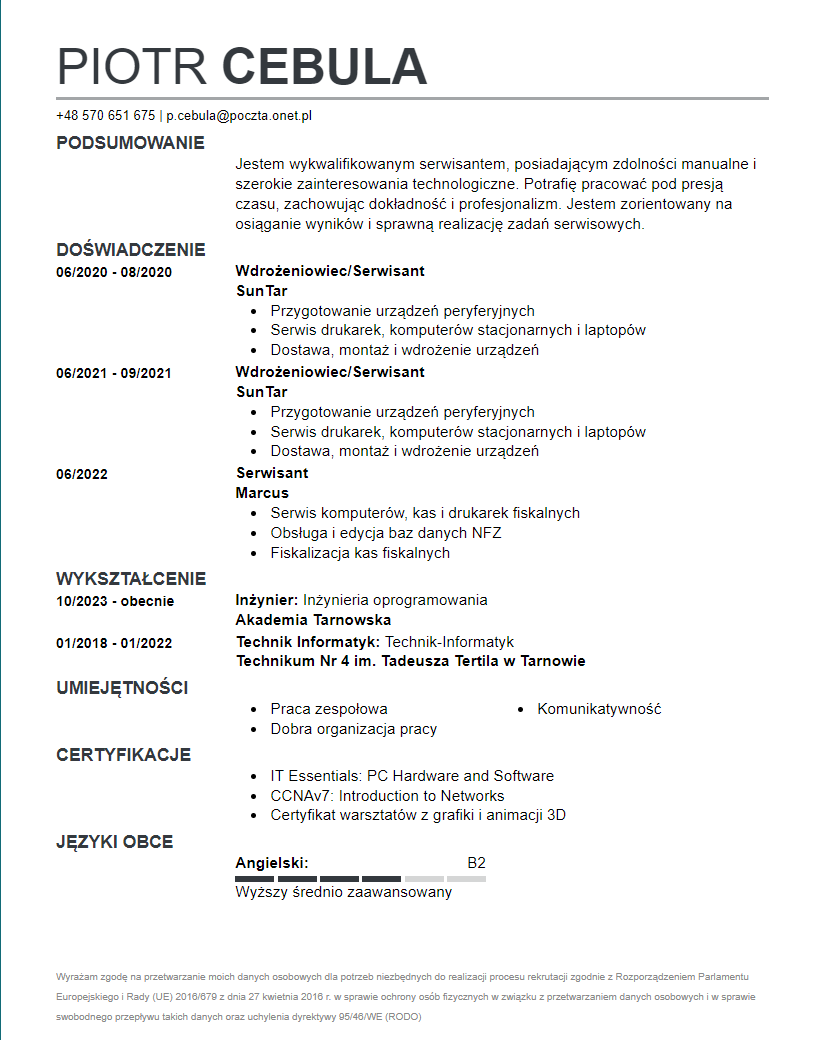 PIOTR CEBULA
+48 570 651 675 | p.cebula@poczta.onet.pl
PODSUMOWANIE
Jestem wykwalifikowanym serwisantem, posiadającym zdolności manualne i
szerokie zainteresowania technologiczne. Potrafię pracować pod presją
czasu, zachowując dokładność i profesjonalizm. Jestem zorientowany na
osiąganie wyników i sprawną realizację zadań serwisowych.
DOŚWIADCZENIE
06/2020 - 08/2020 Wdrożeniowiec/Serwisant
SunTar
• Przygotowanie urządzeń peryferyjnych
• Serwis drukarek, komputerów stacjonarnych i laptopów
• Dostawa, montaż i wdrożenie urządzeń
06/2021 - 09/2021 Wdrożeniowiec/Serwisant
SunTar
• Przygotowanie urządzeń peryferyjnych
• Serwis drukarek, komputerów stacjonarnych i laptopów
• Dostawa, montaż i wdrożenie urządzeń
06/2022 Serwisant
Marcus
• Serwis komputerów, kas i drukarek fiskalnych
• Obsługa i edycja baz danych NFZ
• Fiskalizacja kas fiskalnych
WYKSZTAŁCENIE
10/2023 - obecnie Inżynier: Inżynieria oprogramowania
Akademia Tarnowska
01/2018 - 01/2022 Technik Informatyk: Technik-Informatyk
Technikum Nr 4 im. Tadeusza Tertila w Tarnowie
UMIEJĘTNOŚCI
• Praca zespołowa • Komunikatywność
• Dobra organizacja pracy
CERTYFIKACJE
• IT Essentials: PC Hardware and Software
• CCNAv7: Introduction to Networks
• Certyfikat warsztatów z grafiki i animacji 3D
JĘZYKI OBCE
Angielski: B2
Wyższy średnio zaawansowany
Wyrażam zgodę na przetwarzanie moich danych osobowych dla potrzeb niezbędnych do realizacji procesu rekrutacji zgodnie z Rozporządzeniem Parlamentu
Europejskiego i Rady (UE) 2016/679 z dnia 27 kwietnia 2016 r. w sprawie ochrony osób fizycznych w związku z przetwarzaniem danych osobowych i w sprawie
swobodnego przepływu takich danych oraz uchylenia dyrektywy 95/46/WE (RODO)